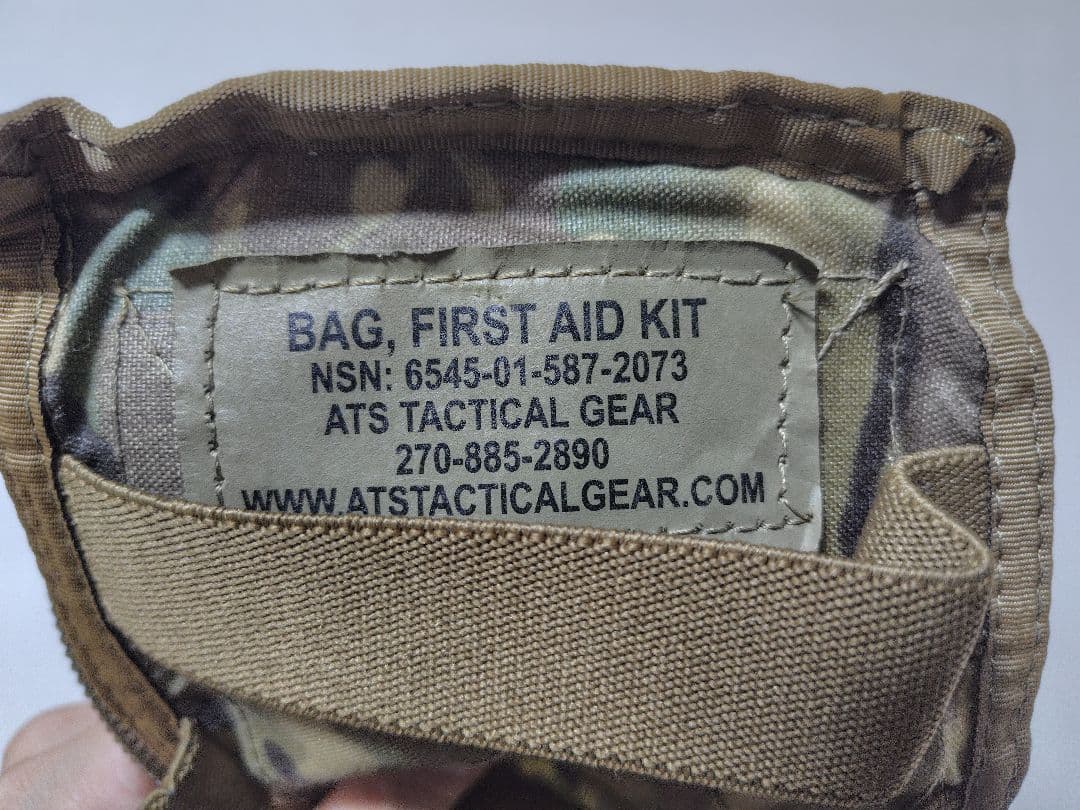 BAG, FIRST AID KIT
NSN: 6545-01-587-2073
ATS TACTICAL GEAR
270-885-2890
WWW.ATSTACTICALGEAR.COM